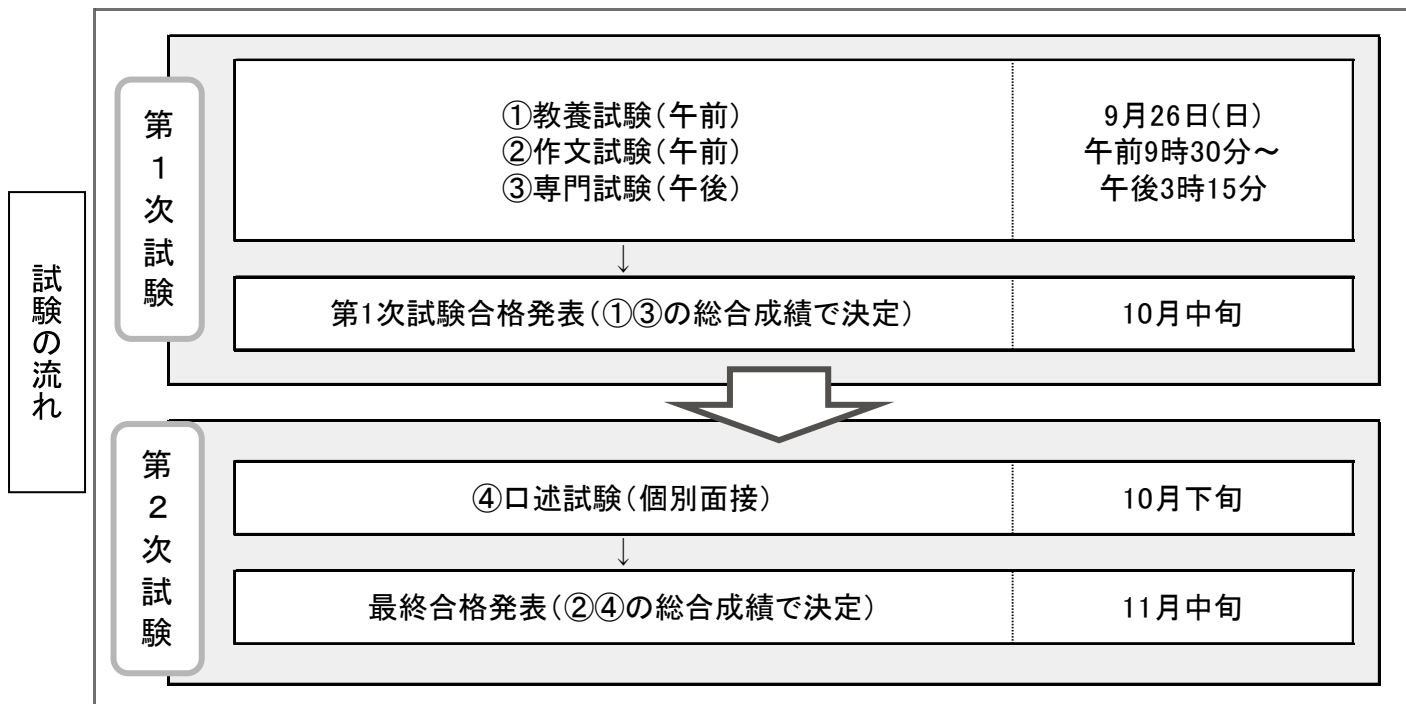 試験の流れ
第1次試験
①教養試験(午前)
②作文試験(午前)
③専門試験(午後)
9月26日(日)
午前9時30分～
午後3時15分
↓
第1次試験合格発表(①③の総合成績で決定)
10月中旬
第2次試験
④口述試験(個別面接)
10月下旬
↓
最終合格発表(②④の総合成績で決定)
11月中旬